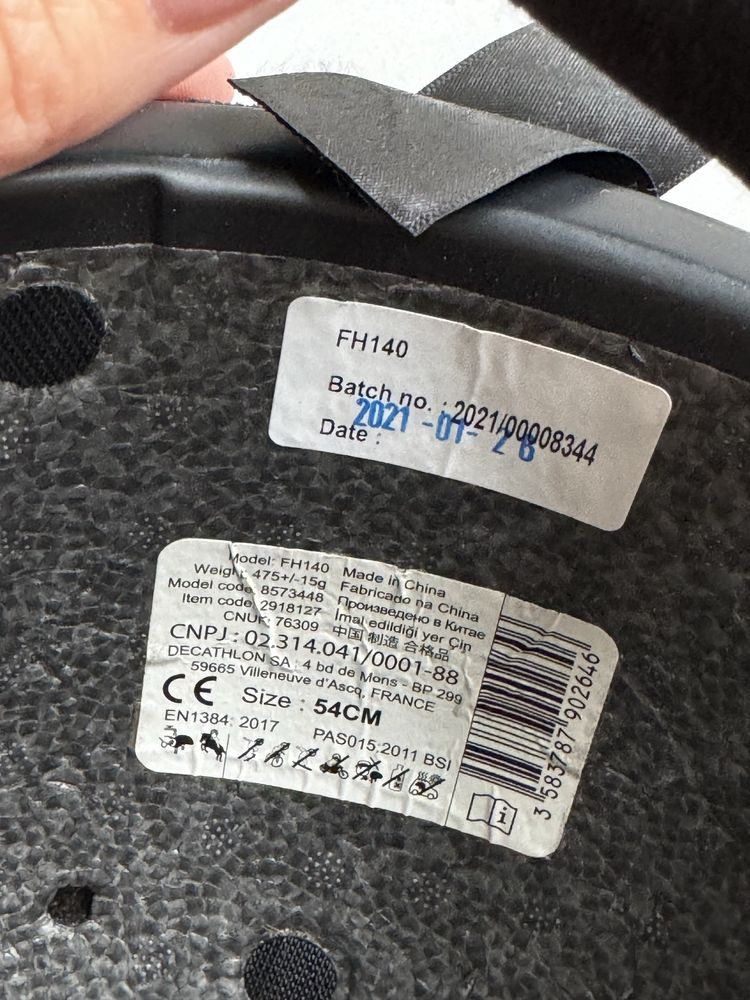 FH140
Batch no. : 2021/00008344
Date : 2021 -01- 28
Model: FH140
Weight: 475+/-15g
Model code: 8573448
Item code: 2918127
CNUF: 76309
Made in China
Fabricado na China
Произведено в Китае
Imal edildiği yer Çin
中国 制造 合格品
CNPJ : 02.314.041/0001-88
DECATHLON SA : 4 bd de Mons - BP 299
59665 Villeneuve d'Ascq, FRANCE
CE Size : 54CM
EN1384: 2017 PAS015:2011 BSI
3 583787 902646
i